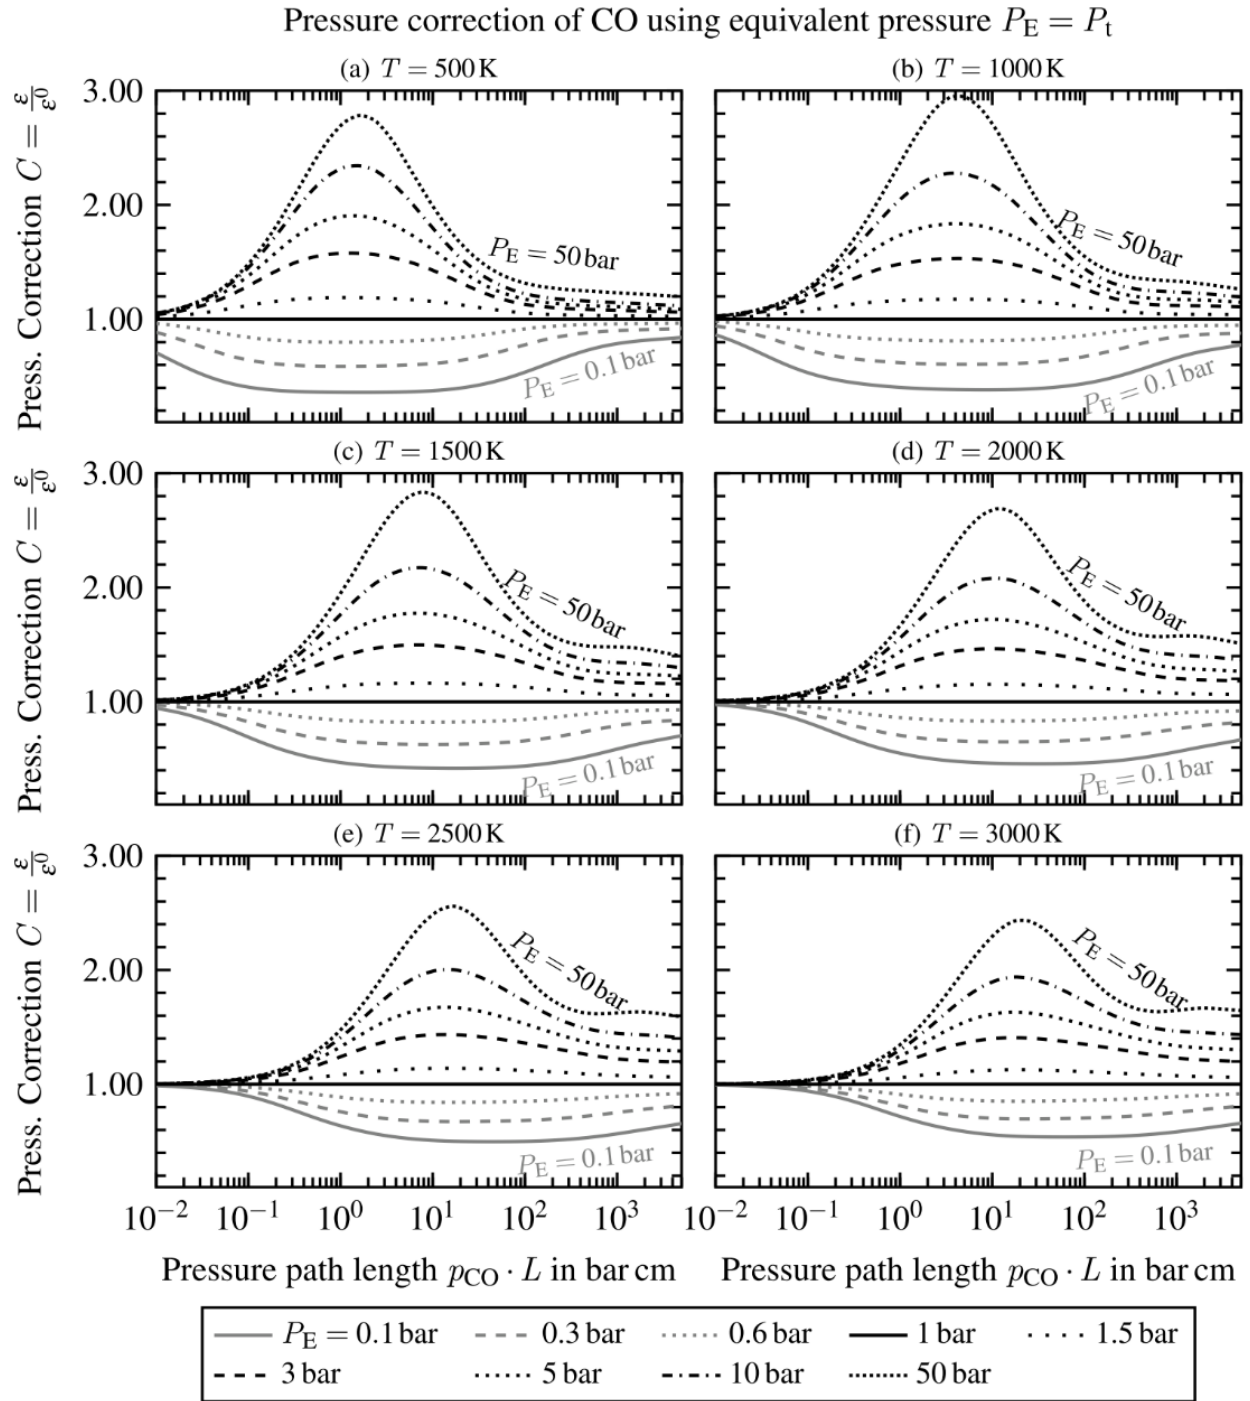 Pressure correction of CO using equivalent pressure P_E = P_t
(a) T = 500 K
(b) T = 1000 K
Press. Correction C = ε/ε⁰
3.00
2.00
1.00
P_E = 50 bar
P_E = 0.1 bar
P_E = 50 bar
P_E = 0.1 bar
(c) T = 1500 K
(d) T = 2000 K
Press. Correction C = ε/ε⁰
3.00
2.00
1.00
P_E = 50 bar
P_E = 0.1 bar
P_E = 50 bar
P_E = 0.1 bar
(e) T = 2500 K
(f) T = 3000 K
Press. Correction C = ε/ε⁰
3.00
2.00
1.00
P_E = 50 bar
P_E = 0.1 bar
P_E = 50 bar
P_E = 0.1 bar
10⁻² 10⁻¹ 10⁰ 10¹ 10² 10³ 10⁻² 10⁻¹ 10⁰ 10¹ 10² 10³
Pressure path length p_CO · L in bar cm
Pressure path length p_CO · L in bar cm
P_E = 0.1 bar 0.3 bar 0.6 bar 1 bar 1.5 bar
3 bar 5 bar 10 bar 50 bar